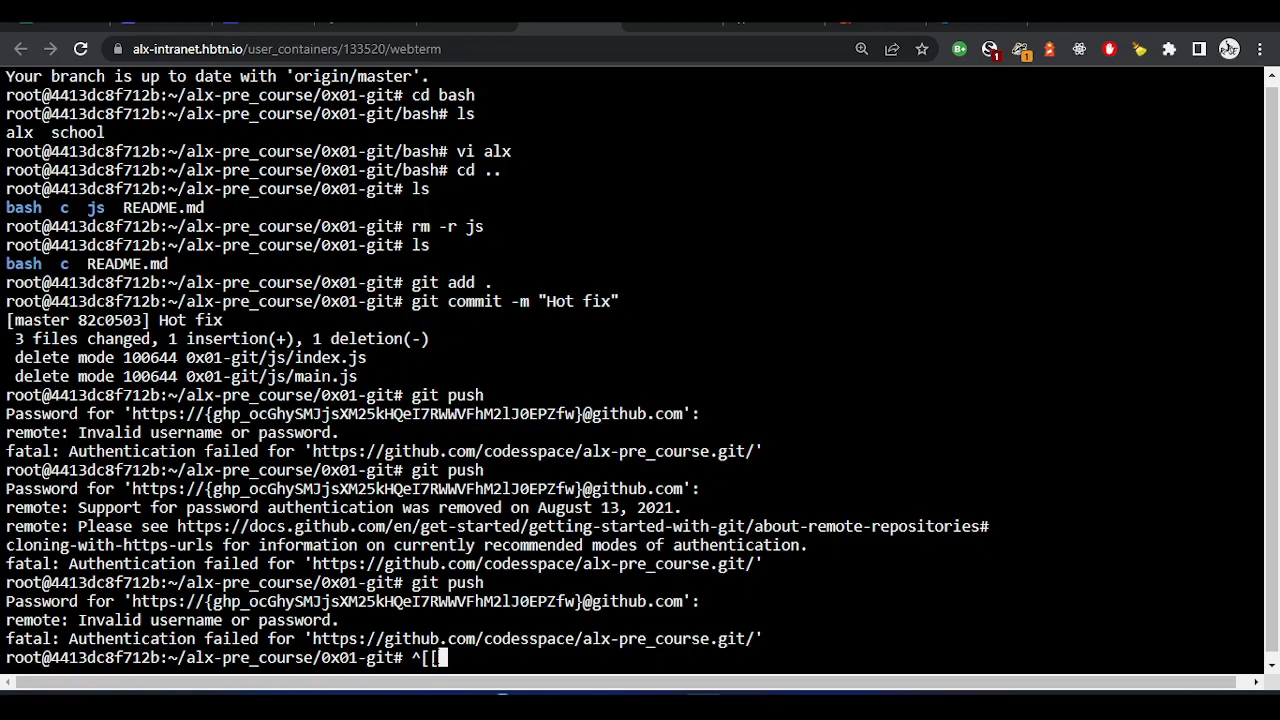 alx-intranet.hbtn.io/user_containers/133520/webterm
B+
1
1
Your branch is up to date with 'origin/master'.
root@4413dc8f712b:~/alx-pre_course/0x01-git# cd bash
root@4413dc8f712b:~/alx-pre_course/0x01-git/bash# ls
alx  school
root@4413dc8f712b:~/alx-pre_course/0x01-git/bash# vi alx
root@4413dc8f712b:~/alx-pre_course/0x01-git/bash# cd ..
root@4413dc8f712b:~/alx-pre_course/0x01-git# ls
bash  c  js  README.md
root@4413dc8f712b:~/alx-pre_course/0x01-git# rm -r js
root@4413dc8f712b:~/alx-pre_course/0x01-git# ls
bash  c  README.md
root@4413dc8f712b:~/alx-pre_course/0x01-git# git add .
root@4413dc8f712b:~/alx-pre_course/0x01-git# git commit -m "Hot fix"
[master 82c0503] Hot fix
 3 files changed, 1 insertion(+), 1 deletion(-)
 delete mode 100644 0x01-git/js/index.js
 delete mode 100644 0x01-git/js/main.js
root@4413dc8f712b:~/alx-pre_course/0x01-git# git push
Password for 'https://{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}@github.com':
remote: Invalid username or password.
fatal: Authentication failed for 'https://github.com/codesspace/alx-pre_course.git/'
root@4413dc8f712b:~/alx-pre_course/0x01-git# git push
Password for 'https://{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}@github.com':
remote: Support for password authentication was removed on August 13, 2021.
remote: Please see https://docs.github.com/en/get-started/getting-started-with-git/about-remote-repositories#
cloning-with-https-urls for information on currently recommended modes of authentication.
fatal: Authentication failed for 'https://github.com/codesspace/alx-pre_course.git/'
root@4413dc8f712b:~/alx-pre_course/0x01-git# git push
Password for 'https://{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}@github.com':
remote: Invalid username or password.
fatal: Authentication failed for 'https://github.com/codesspace/alx-pre_course.git/'
root@4413dc8f712b:~/alx-pre_course/0x01-git# ^[[